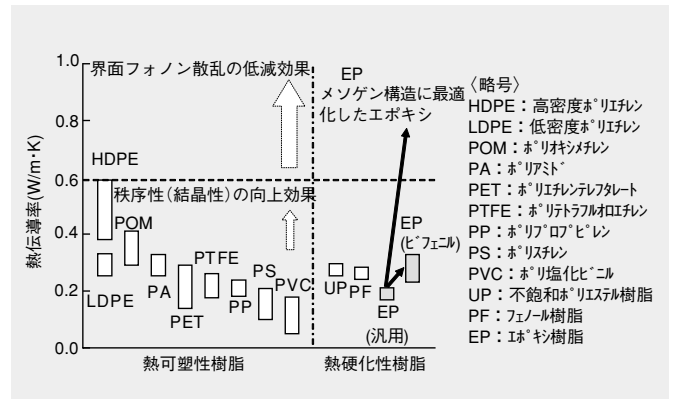 1.0
0.8
0.6
0.4
0.2
0.0
熱伝導率(W/m･K)
界面フォノン散乱の低減効果
秩序性(結晶性)の向上効果
HDPE
LDPE
POM
PA
PET
PTFE
PP
PS
PVC
EP
メソゲン構造に最適
化したエポキシ
UP
PF
EP
(汎用)
EP
(ﾋﾞﾌｪﾆﾙ)
熱可塑性樹脂
熱硬化性樹脂
〈略号〉
HDPE：高密度ﾎﾟﾘｴﾁﾚﾝ
LDPE：低密度ﾎﾟﾘｴﾁﾚﾝ
POM：ﾎﾟﾘｵｷｼﾒﾁﾚﾝ
PA：ﾎﾟﾘｱﾐﾄﾞ
PET：ﾎﾟﾘｴﾁﾚﾝﾃﾚﾌﾀﾚｰﾄ
PTFE：ﾎﾟﾘﾃﾄﾗﾌﾙｵﾛｴﾁﾚﾝ
PP：ﾎﾟﾘﾌﾟﾛﾋﾟﾚﾝ
PS：ﾎﾟﾘｽﾁﾚﾝ
PVC：ﾎﾟﾘ塩化ﾋﾞﾆﾙ
UP：不飽和ﾎﾟﾘｴｽﾃﾙ樹脂
PF：ﾌｪﾉｰﾙ樹脂
EP：ｴﾎﾟｷｼ樹脂